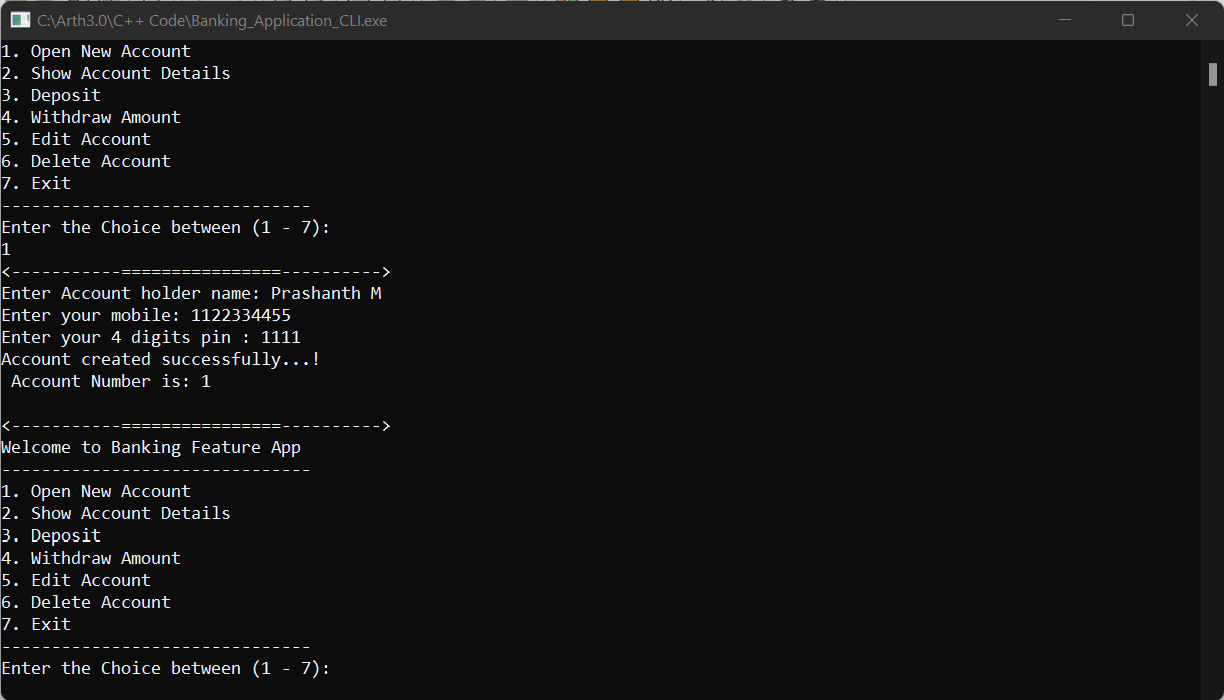 C:\Arth3.0\C++ Code\Banking_Application_CLI.exe
1. Open New Account
2. Show Account Details
3. Deposit
4. Withdraw Amount
5. Edit Account
6. Delete Account
7. Exit
-------------------------------
Enter the Choice between (1 - 7):
1
<-----------================---------->
Enter Account holder name: Prashanth M
Enter your mobile: 1122334455
Enter your 4 digits pin : 1111
Account created successfully...!
 Account Number is: 1

<-----------================---------->
Welcome to Banking Feature App
-------------------------------
1. Open New Account
2. Show Account Details
3. Deposit
4. Withdraw Amount
5. Edit Account
6. Delete Account
7. Exit
-------------------------------
Enter the Choice between (1 - 7):